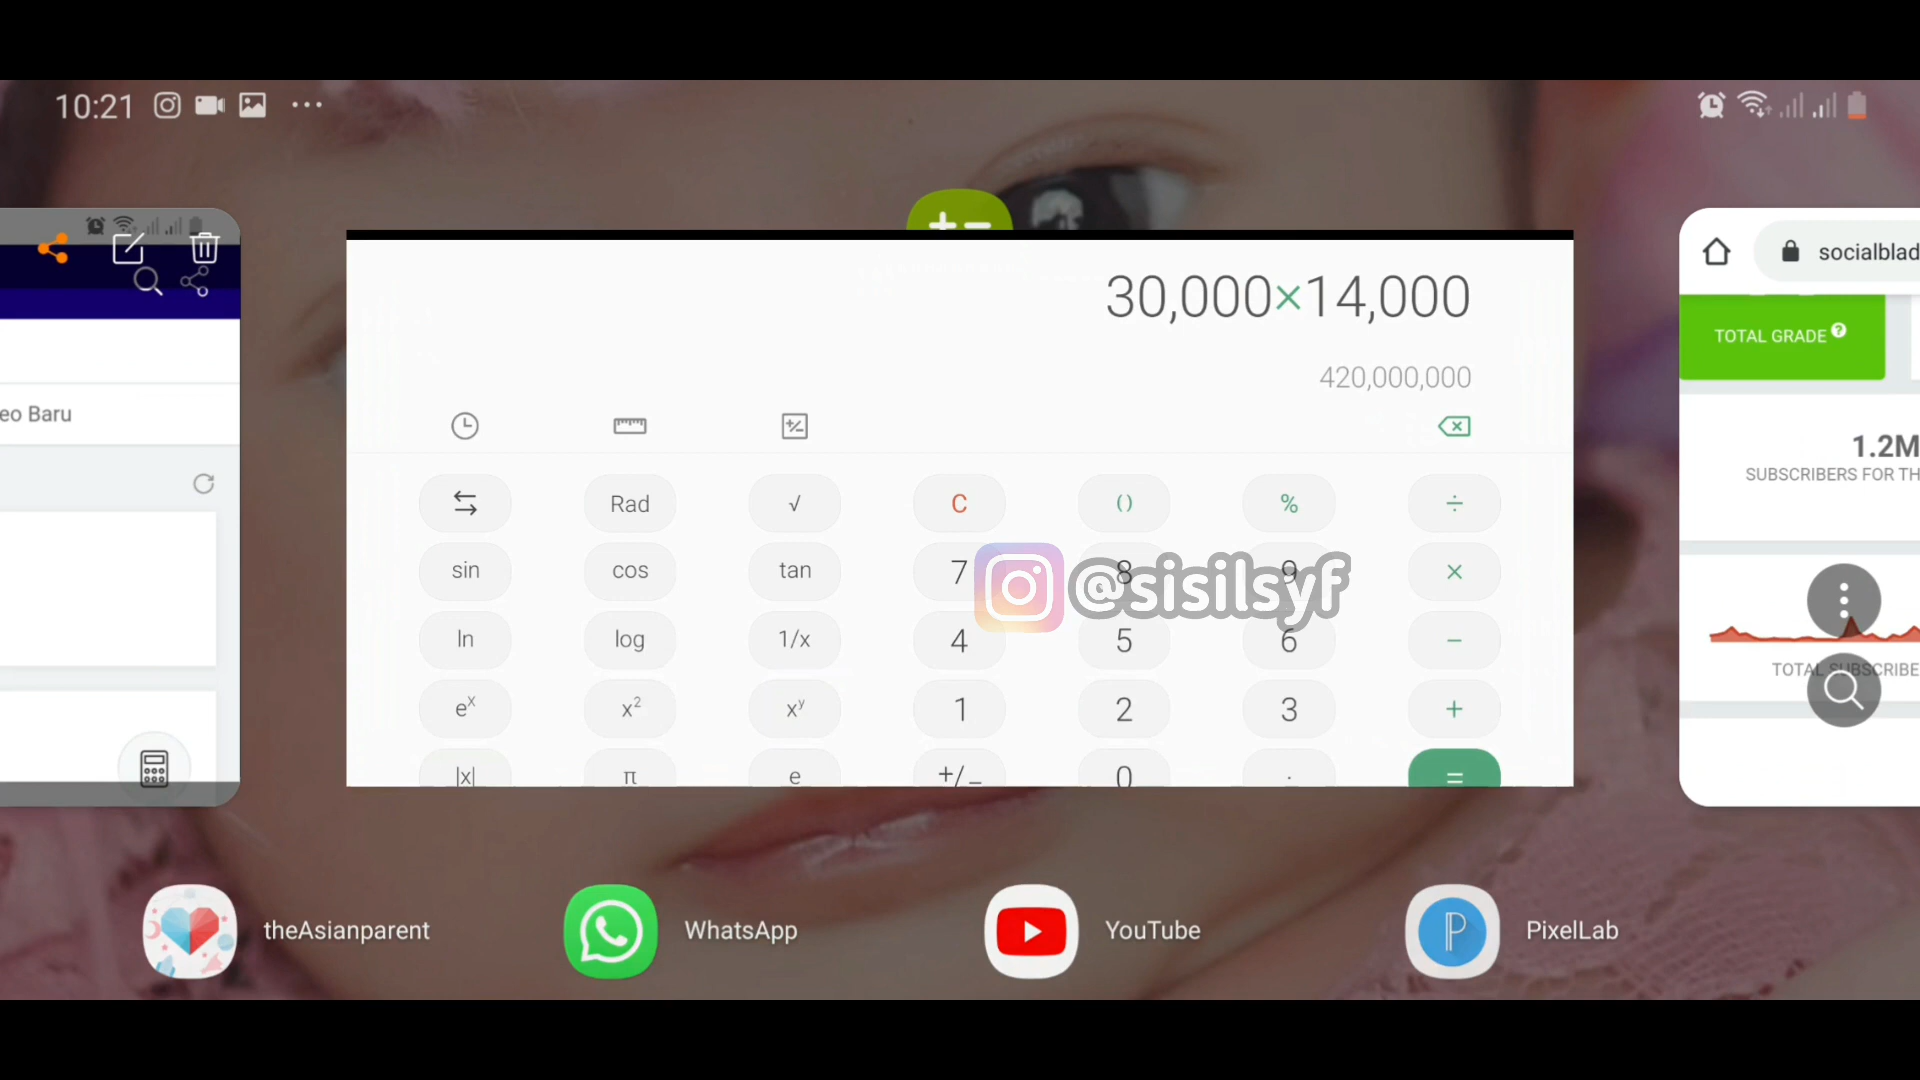 10:21
30,000×14,000
420,000,000
eo Baru
socialblad
TOTAL GRADE
1.2M
SUBSCRIBERS FOR TH
TOTAL SUBSCRIBE
Rad √ C ( ) % ÷
sin cos tan 7 8 9 ×
@sisilsyf
ln log 1/x 4 5 6 −
eˣ x² xʸ 1 2 3 +
|x| π e +/− 0 . =
theAsianparent WhatsApp YouTube PixelLab